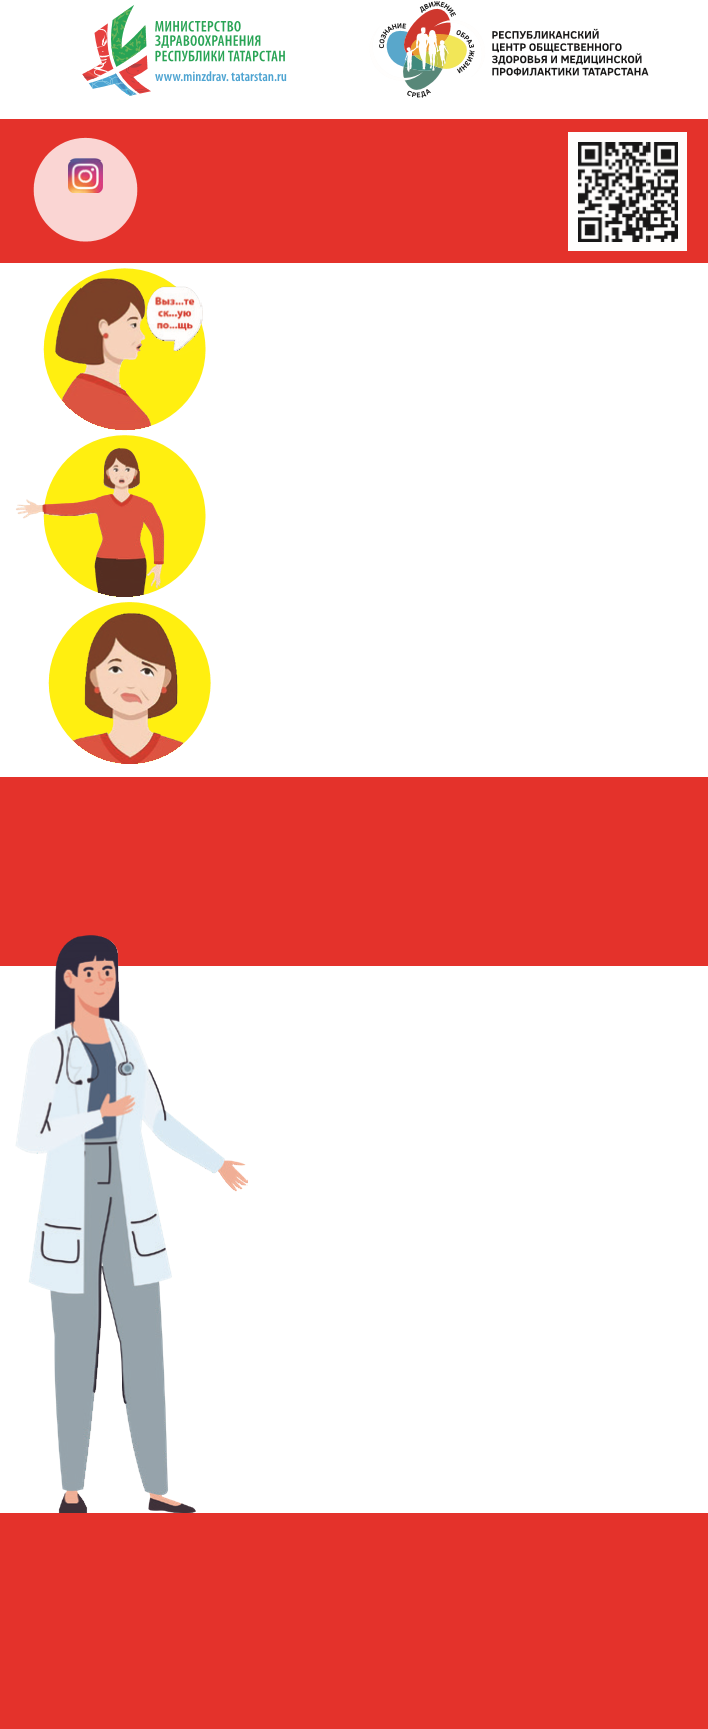 МИНИСТЕРСТВО
ЗДРАВООХРАНЕНИЯ
РЕСПУБЛИКИ ТАТАРСТАН
www.minzdrav. tatarstan.ru
СОЗНАНИЕ
ДВИЖЕНИЕ
ОБРАЗ ЖИЗНИ
СРЕДА
РЕСПУБЛИКАНСКИЙ
ЦЕНТР ОБЩЕСТВЕННОГО
ЗДОРОВЬЯ И МЕДИЦИНСКОЙ
ПРОФИЛАКТИКИ ТАТАРСТАНА
Выз...те
ск...ую
по...щь